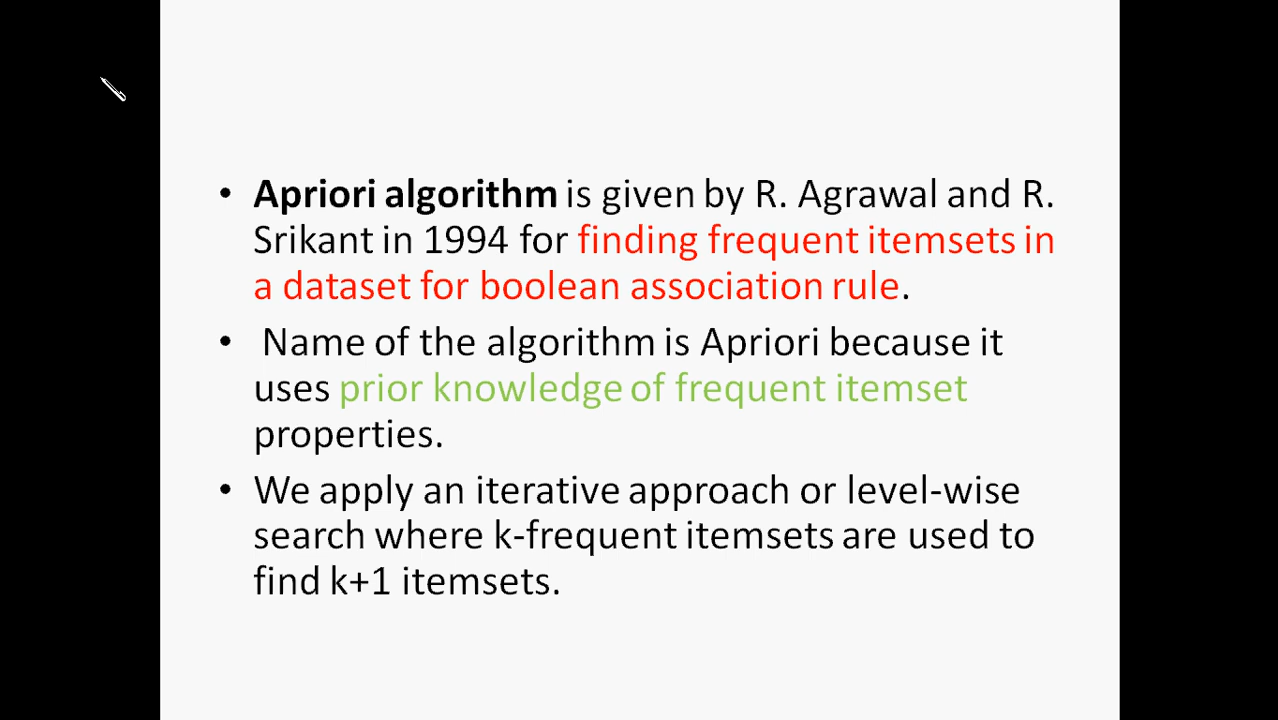 • Apriori algorithm is given by R. Agrawal and R.
Srikant in 1994 for finding frequent itemsets in
a dataset for boolean association rule.
• Name of the algorithm is Apriori because it
uses prior knowledge of frequent itemset
properties.
• We apply an iterative approach or level-wise
search where k-frequent itemsets are used to
find k+1 itemsets.